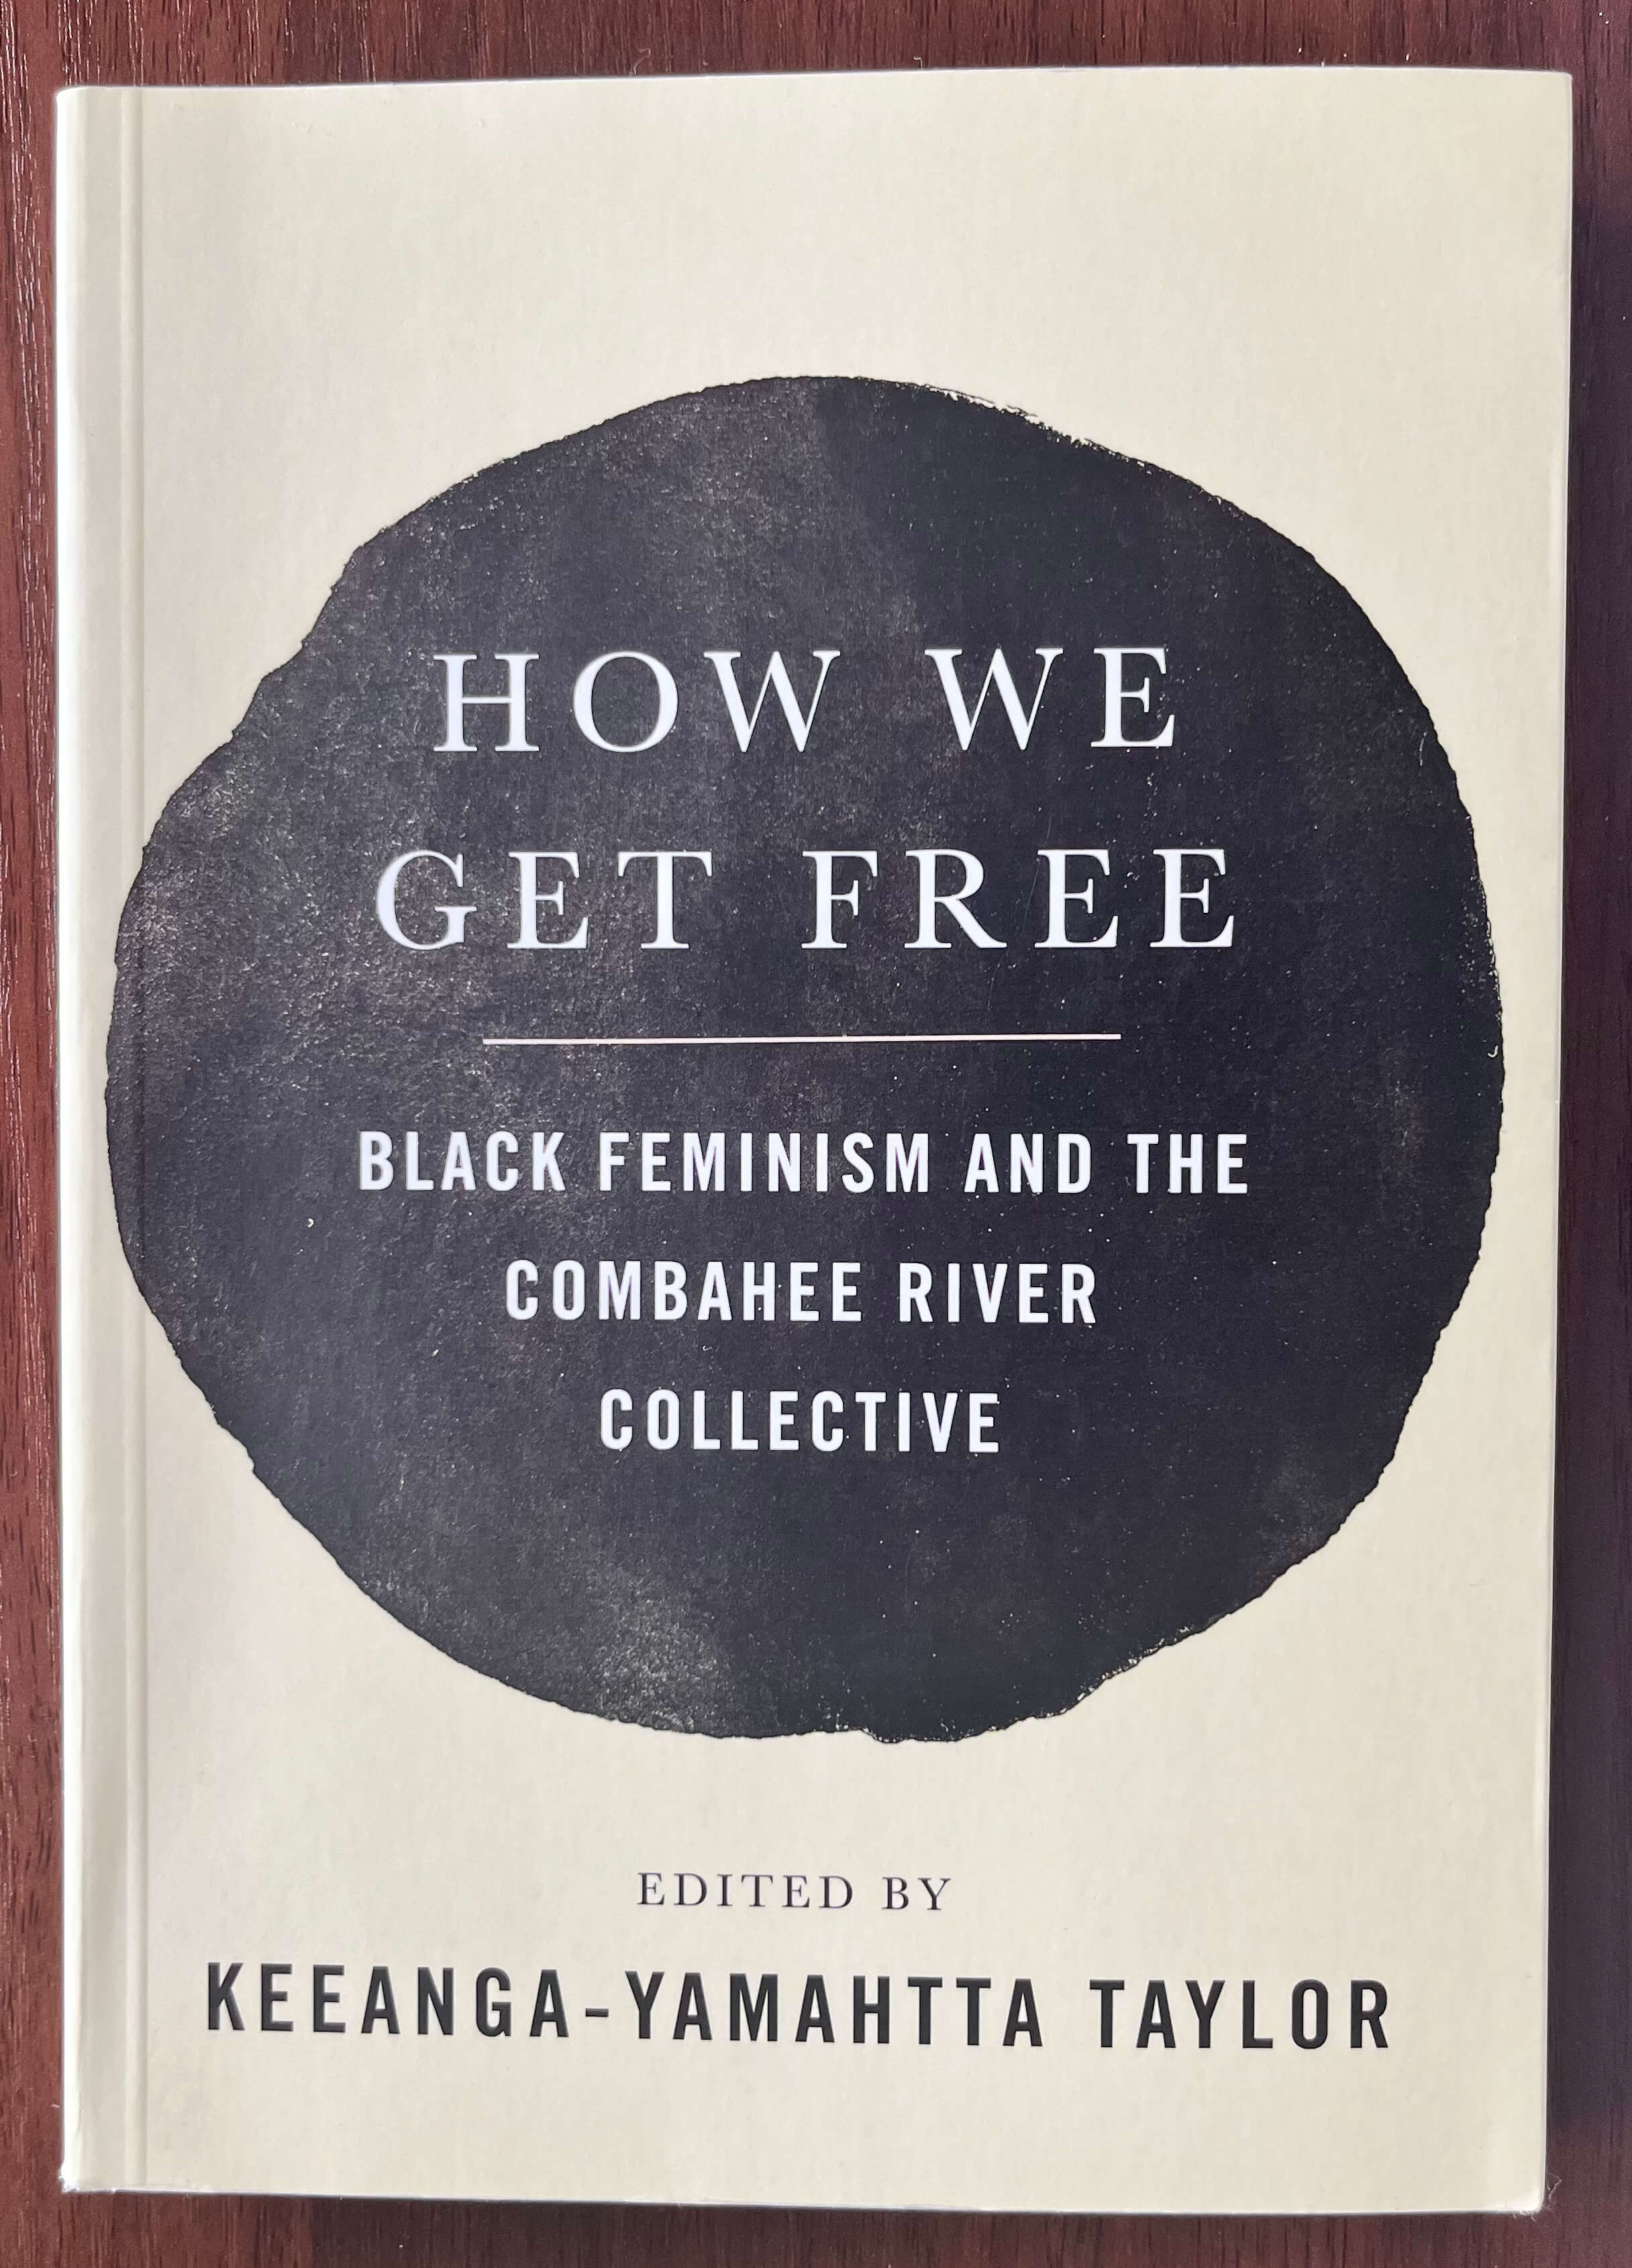 HOW WE
GET FREE
BLACK FEMINISM AND THE
COMBAHEE RIVER
COLLECTIVE
EDITED BY
KEEANGA-YAMAHTTA TAYLOR